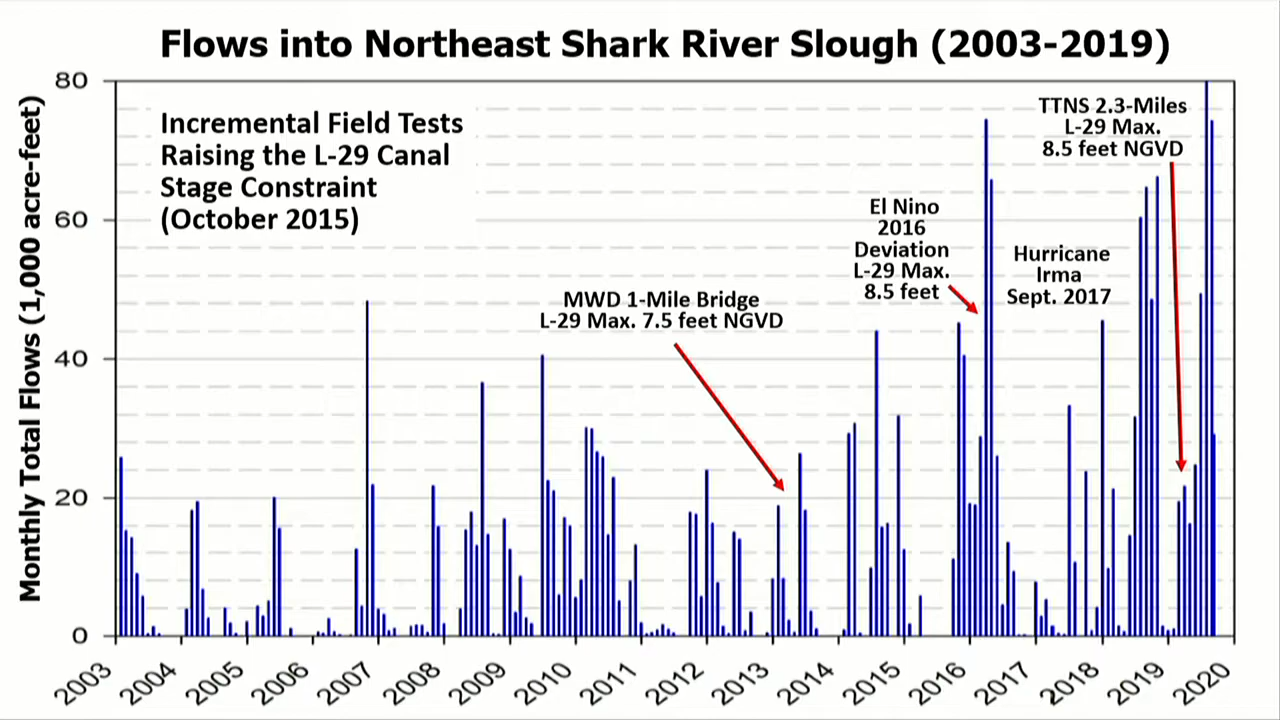 Flows into Northeast Shark River Slough (2003-2019)
Monthly Total Flows (1,000 acre-feet)
80
60
40
20
0
Incremental Field Tests
Raising the L-29 Canal
Stage Constraint
(October 2015)
MWD 1-Mile Bridge
L-29 Max. 7.5 feet NGVD
El Nino
2016
Deviation
L-29 Max.
8.5 feet
Hurricane
Irma
Sept. 2017
TTNS 2.3-Miles
L-29 Max.
8.5 feet NGVD
2003 2004 2005 2006 2007 2008 2009 2010 2011 2012 2013 2014 2015 2016 2017 2018 2019 2020